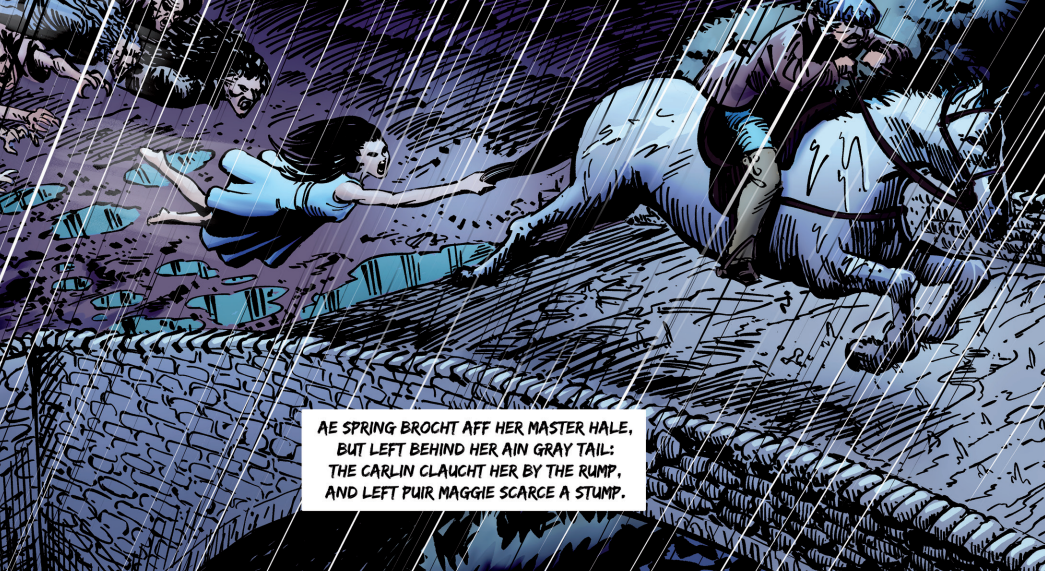 AE SPRING BROCHT AFF HER MASTER HALE,
BUT LEFT BEHIND HER AIN GRAY TAIL:
THE CARLIN CLAUCHT HER BY THE RUMP,
AND LEFT PUIR MAGGIE SCARCE A STUMP.